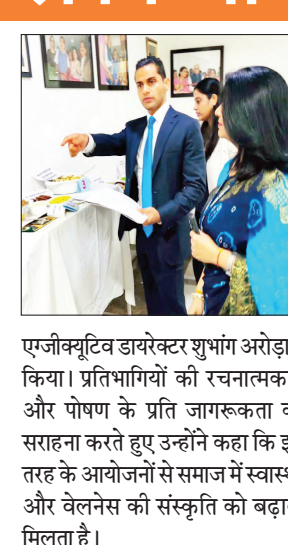 एग्जीक्यूटिव डायरेक्टर शुभांग अरोड़ा
किया। प्रतिभागियों की रचनात्मक
और पोषण के प्रति जागरूकता
सराहना करते हुए उन्होंने कहा कि
तरह के आयोजनों से समाज में स्वास्थ
और वेलनेस की संस्कृति को बढ़ा
मिलता है।